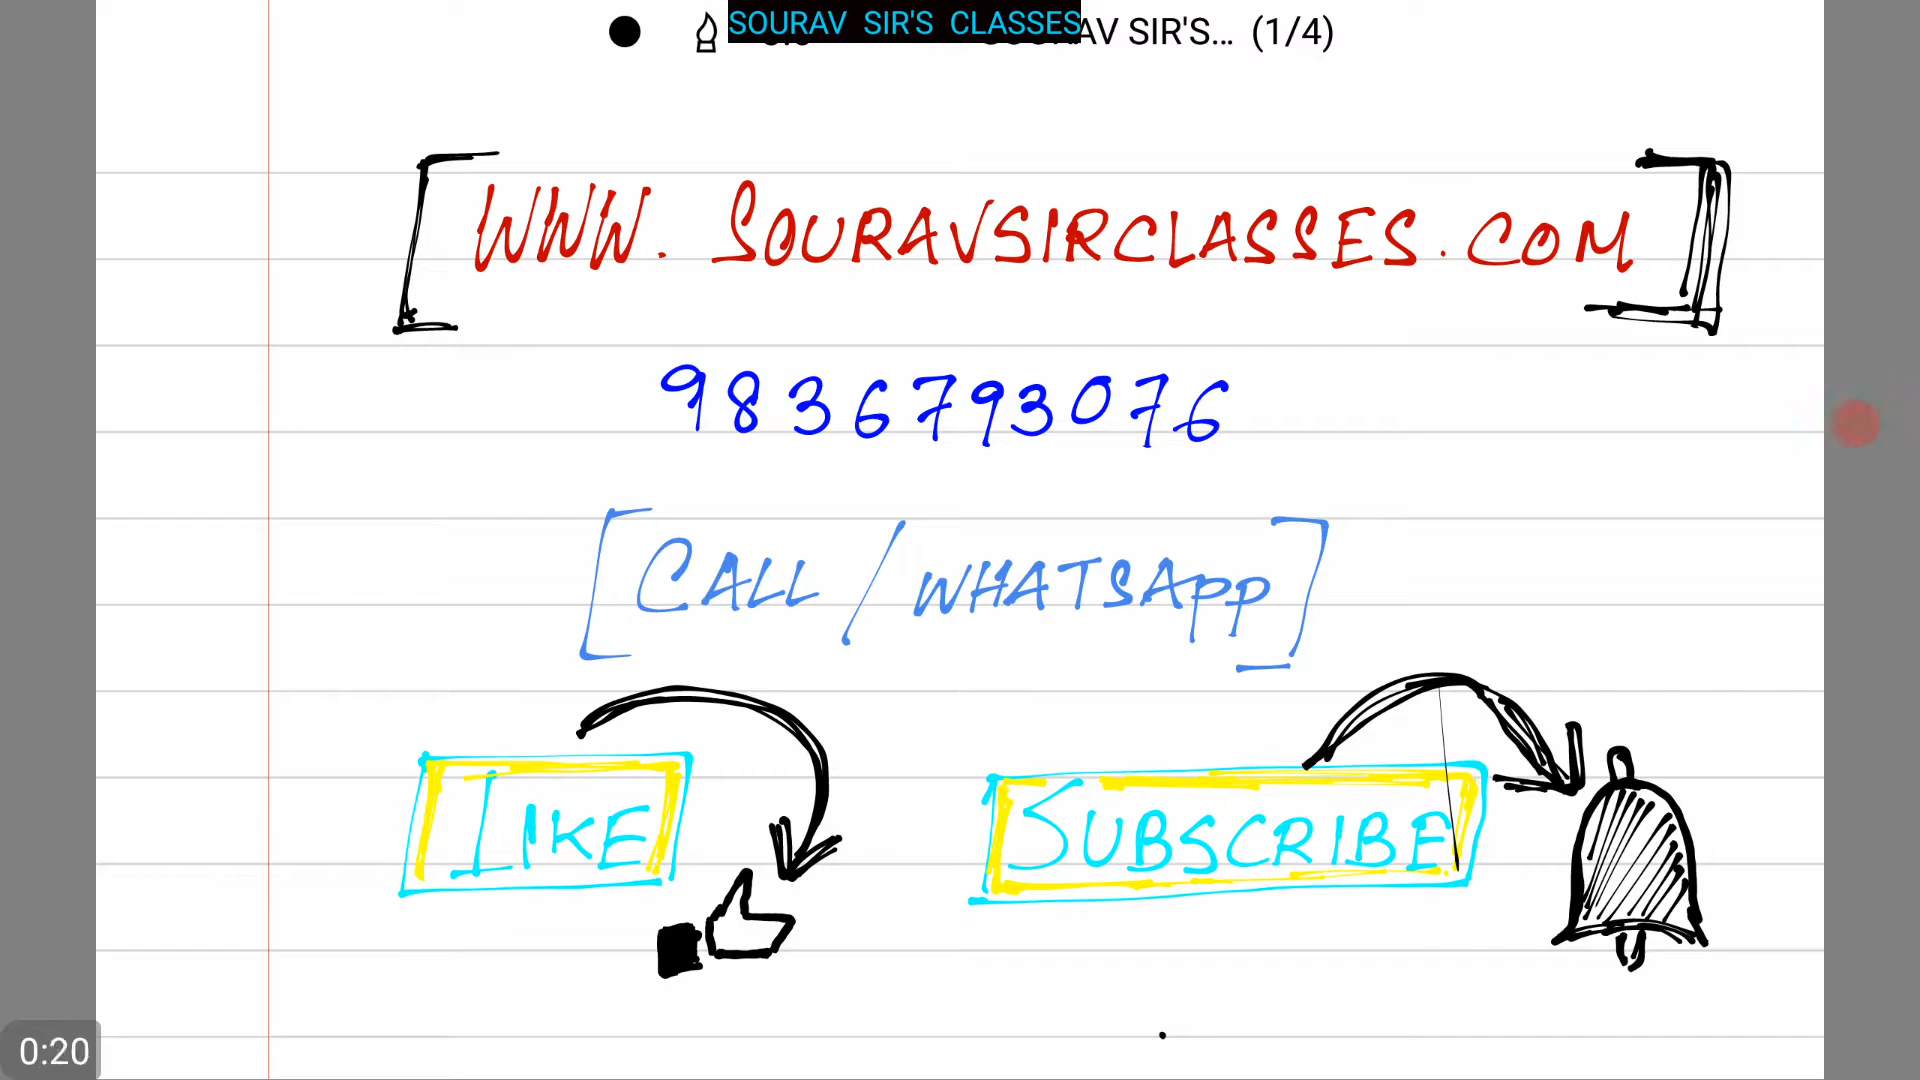 SOURAV SIR'S CLASSES AV SIR'S... (1/4)
WWW. SOURAVSIRCLASSES.COM
9836793076
[CALL / WHATSApp]
LIKE SUBSCRIBE
0:20